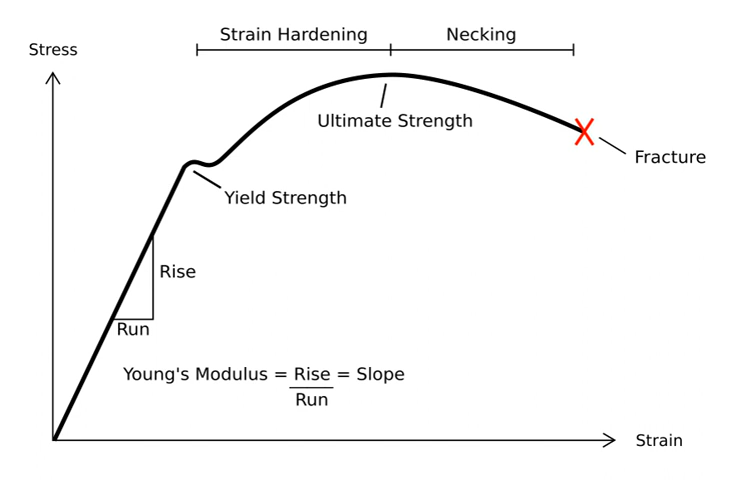 Strain Hardening
Necking
Stress
Ultimate Strength
Fracture
Yield Strength
Rise
Run
Young's Modulus = Rise = Slope
Run
Strain